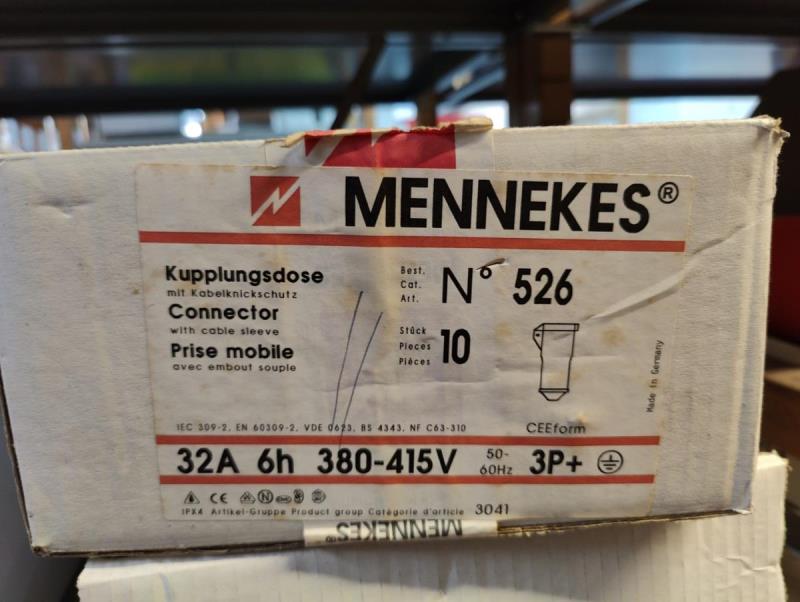 MENNEKES®
Kupplungsdose
mit Kabelknickschutz
Connector
with cable sleeve
Prise mobile
avec embout souple
Best.
Cat.
Art.
N° 526
Stück
Pieces
Pièces
10
Made in Germany
IEC 309-2, EN 60309-2, VDE 0623, BS 4343, NF C63-310
CEEform
32A 6h 380-415V 50-60Hz 3P+
CE
IPX4 Artikel-Gruppe Product group Catégorie d'article 3041
MENNEKES®